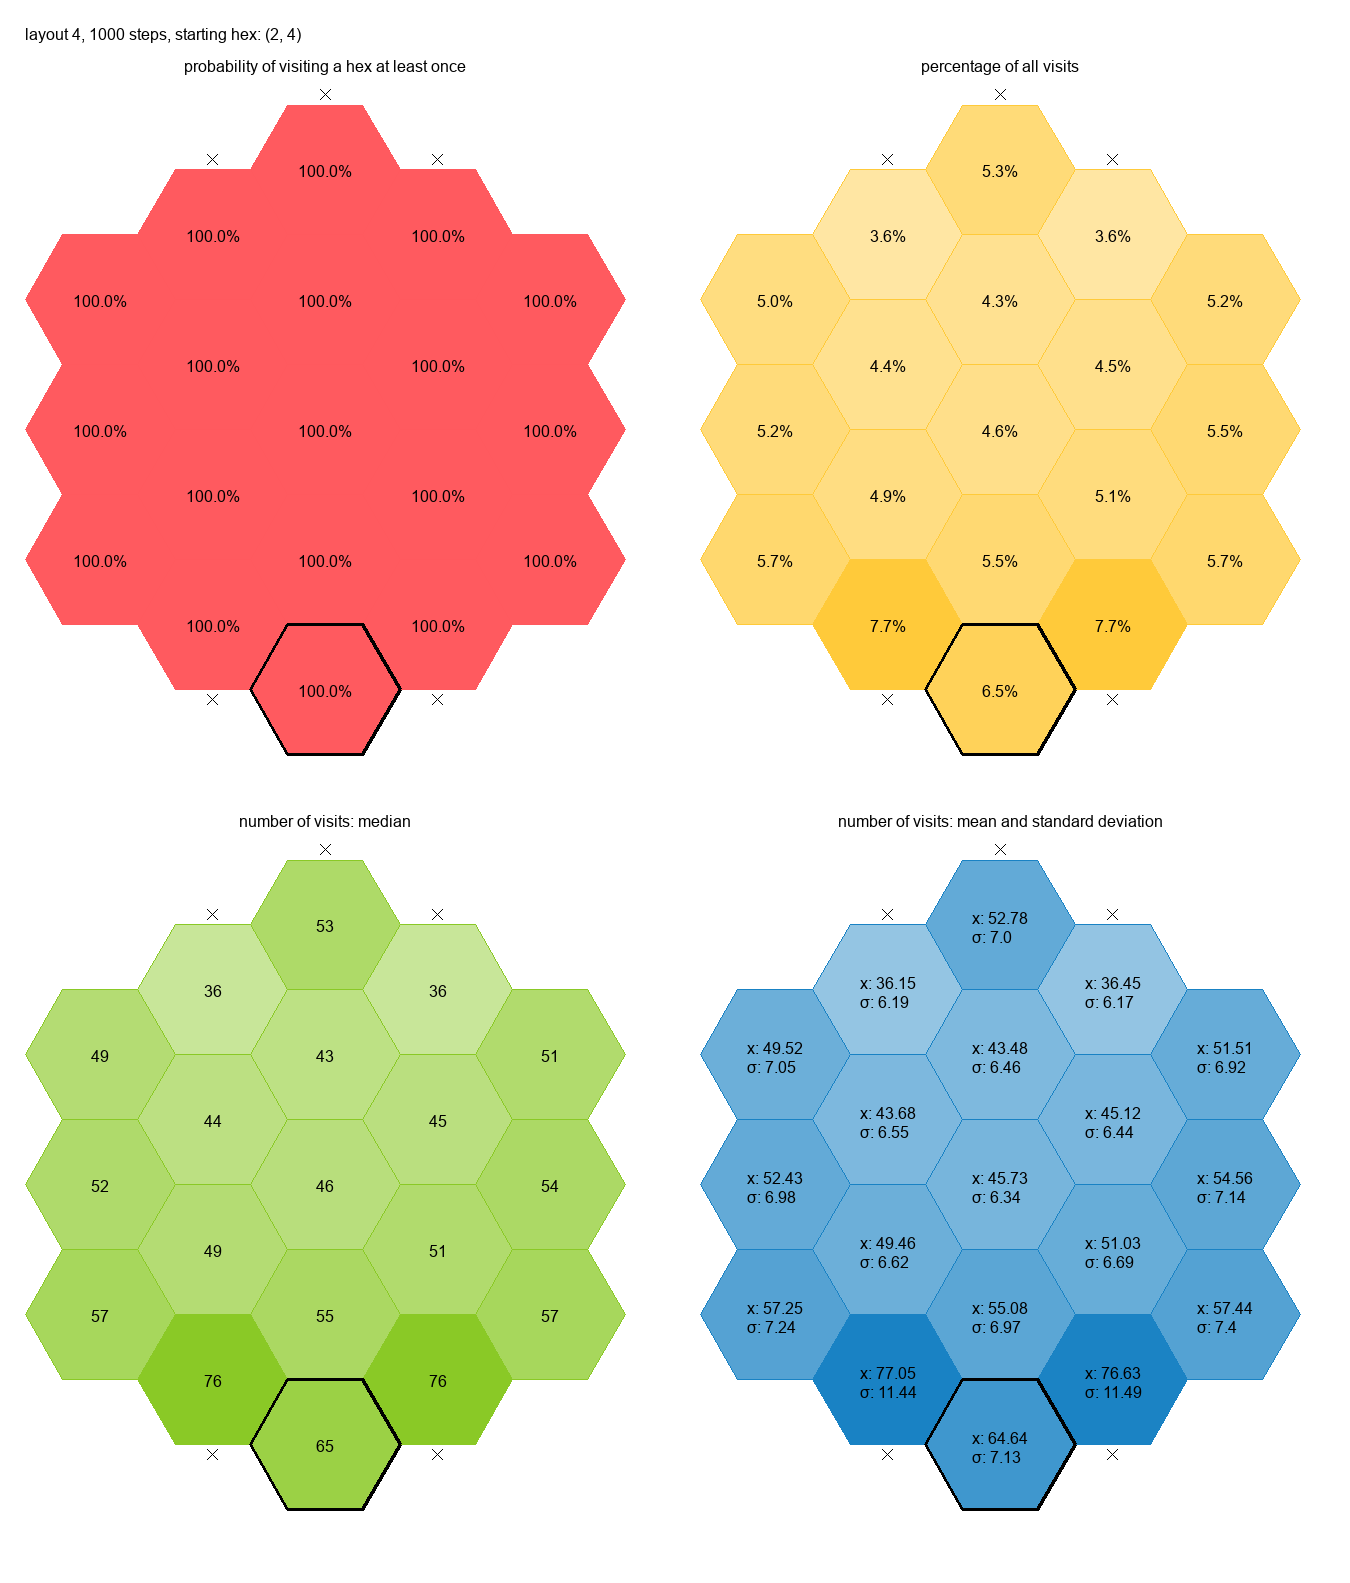 layout 4, 1000 steps, starting hex: (2, 4)
probability of visiting a hex at least once
100.0%
100.0% 100.0%
100.0% 100.0% 100.0%
100.0% 100.0%
100.0% 100.0% 100.0%
100.0% 100.0%
100.0% 100.0% 100.0%
100.0% 100.0%
100.0%
percentage of all visits
5.3%
3.6% 3.6%
5.0% 4.3% 5.2%
4.4% 4.5%
5.2% 4.6% 5.5%
4.9% 5.1%
5.7% 5.5% 5.7%
7.7% 7.7%
6.5%
number of visits: median
53
36 36
49 43 51
44 45
52 46 54
49 51
57 55 57
76 76
65
number of visits: mean and standard deviation
x: 52.78
σ: 7.0
x: 36.15 x: 36.45
σ: 6.19 σ: 6.17
x: 49.52 x: 43.48 x: 51.51
σ: 7.05 σ: 6.46 σ: 6.92
x: 43.68 x: 45.12
σ: 6.55 σ: 6.44
x: 52.43 x: 45.73 x: 54.56
σ: 6.98 σ: 6.34 σ: 7.14
x: 49.46 x: 51.03
σ: 6.62 σ: 6.69
x: 57.25 x: 55.08 x: 57.44
σ: 7.24 σ: 6.97 σ: 7.4
x: 77.05 x: 76.63
σ: 11.44 σ: 11.49
x: 64.64
σ: 7.13